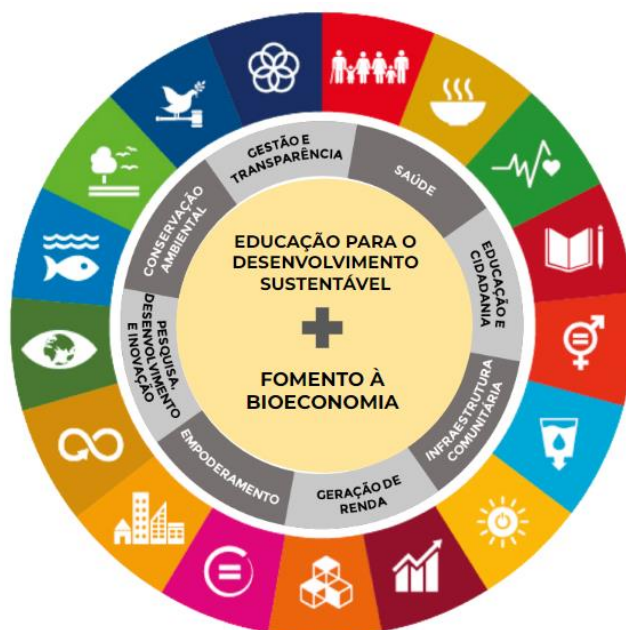 GESTÃO E
TRANSPARÊNCIA
SAÚDE
EDUCAÇÃO E
CIDADANIA
INFRAESTRUTURA
COMUNITÁRIA
GERAÇÃO DE
RENDA
EMPODERAMENTO
PESQUISA,
DESENVOLVIMENTO
E INOVAÇÃO
CONSERVAÇÃO
AMBIENTAL
EDUCAÇÃO PARA O
DESENVOLVIMENTO
SUSTENTÁVEL
+
FOMENTO À
BIOECONOMIA